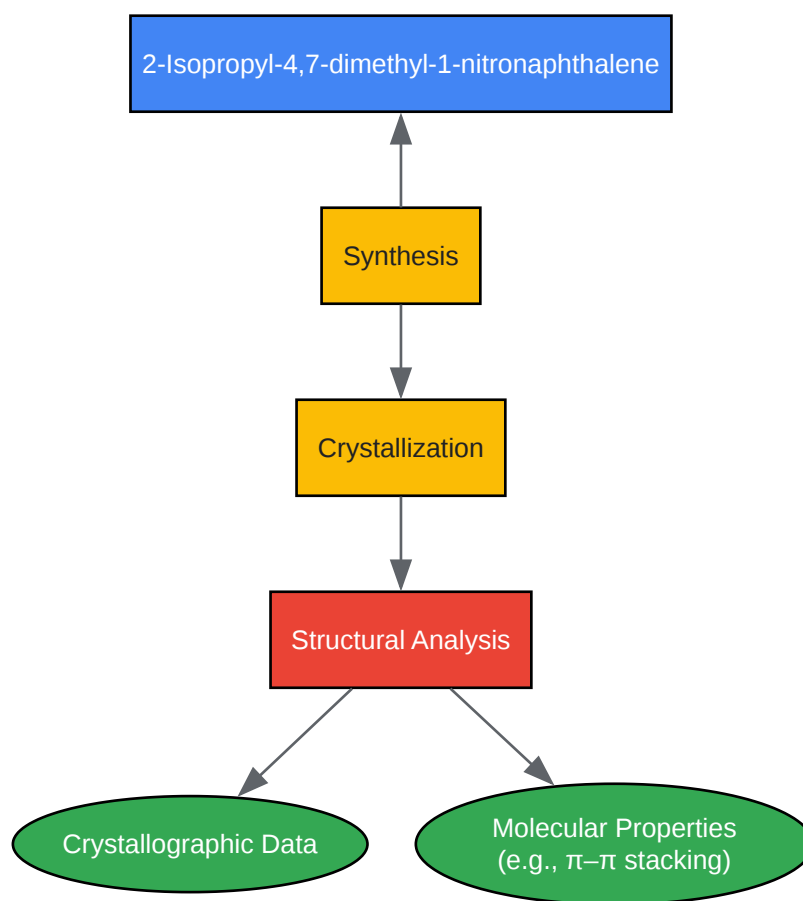 2-Isopropyl-4,7-dimethyl-1-nitronaphthalene
Synthesis
Crystallization
Structural Analysis
Crystallographic Data
Molecular Properties
(e.g., π–π stacking)